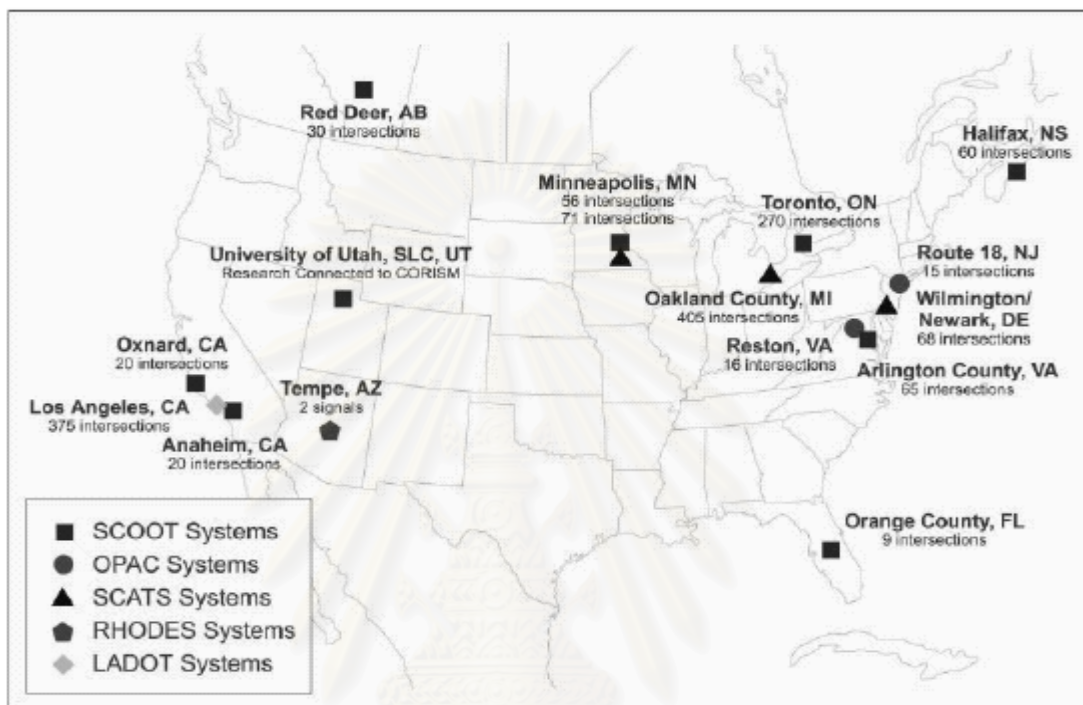 Red Deer, AB
30 intersections
Halifax, NS
60 intersections
Minneapolis, MN
56 intersections
71 intersections
Toronto, ON
270 intersections
University of Utah, SLC, UT
Research Connected to CORISM
Route 18, NJ
15 intersections
Oakland County, MI
405 intersections
Wilmington/
Newark, DE
68 intersections
Reston, VA
16 intersections
Arlington County, VA
65 intersections
Oxnard, CA
20 intersections
Los Angeles, CA
375 intersections
Anaheim, CA
20 intersections
Tempe, AZ
2 signals
Orange County, FL
9 intersections
SCOOT Systems
OPAC Systems
SCATS Systems
RHODES Systems
LADOT Systems